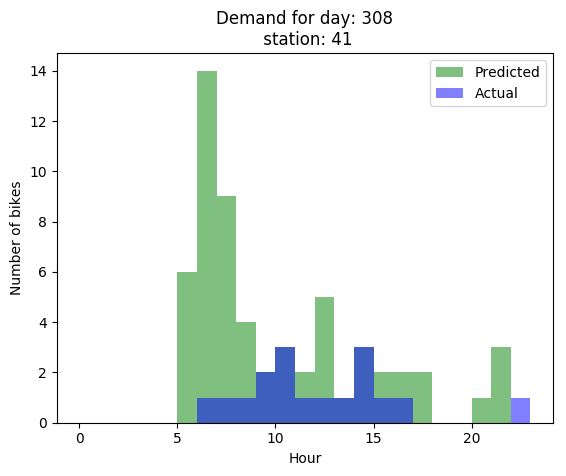 Demand for day: 308
station: 41
Predicted
Actual
Number of bikes
14
12
10
8
6
4
2
0
0 5 10 15 20
Hour